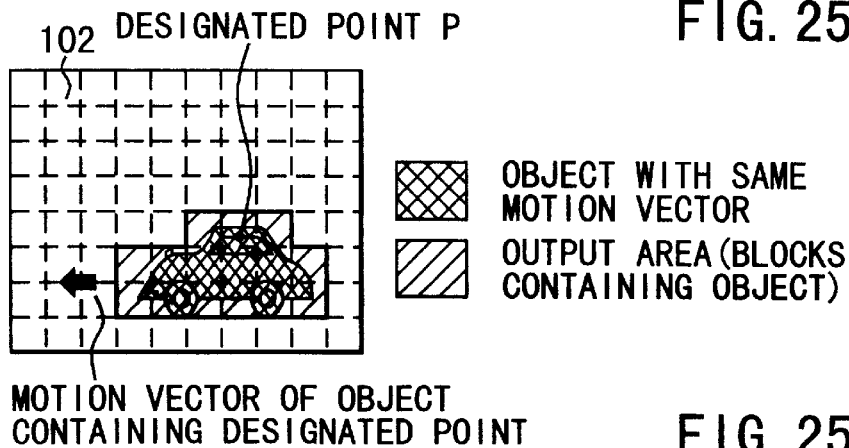 DESIGNATED POINT P
FIG. 25
102
OBJECT WITH SAME
MOTION VECTOR
OUTPUT AREA(BLOCKS
CONTAINING OBJECT)
MOTION VECTOR OF OBJECT
CONTAINING DESIGNATED POINT
FIG. 25